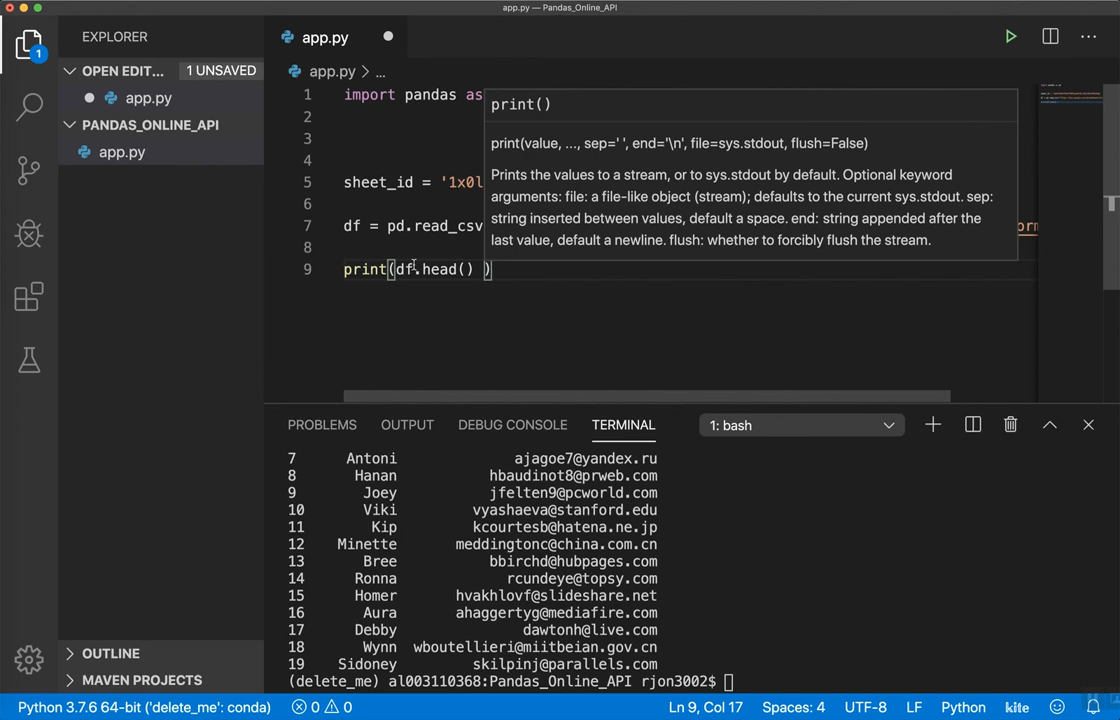 app.py — Pandas_Online_API
EXPLORER
app.py
OPEN EDIT... 1 UNSAVED
app.py
PANDAS_ONLINE_API
app.py
1
app.py > ...
1 import pandas as
2
3
4
5 sheet_id = '1x0l
6
7 df = pd.read_csv
8
9 print(df.head() )
print()
print(value, ..., sep=' ', end='\n', file=sys.stdout, flush=False)
Prints the values to a stream, or to sys.stdout by default. Optional keyword
arguments: file: a file-like object (stream); defaults to the current sys.stdout. sep:
string inserted between values, default a space. end: string appended after the
last value, default a newline. flush: whether to forcibly flush the stream.
orm
PROBLEMS OUTPUT DEBUG CONSOLE TERMINAL 1: bash
7 Antoni ajagoe7@yandex.ru
8 Hanan hbaudinot8@prweb.com
9 Joey jfelten9@pcworld.com
10 Viki vyashaeva@stanford.edu
11 Kip kcourtesb@hatena.ne.jp
12 Minette meddingtonc@china.com.cn
13 Bree bbirchd@hubpages.com
14 Ronna rcundeye@topsy.com
15 Homer hvakhlovf@slideshare.net
16 Aura ahaggertyg@mediafire.com
17 Debby dawtonh@live.com
18 Wynn wboutellieri@miitbeian.gov.cn
19 Sidoney skilpinj@parallels.com
(delete_me) al003110368:Pandas_Online_API rjon3002$
OUTLINE
MAVEN PROJECTS
Python 3.7.6 64-bit ('delete_me': conda) 0 0 Ln 9, Col 17 Spaces: 4 UTF-8 LF Python kite